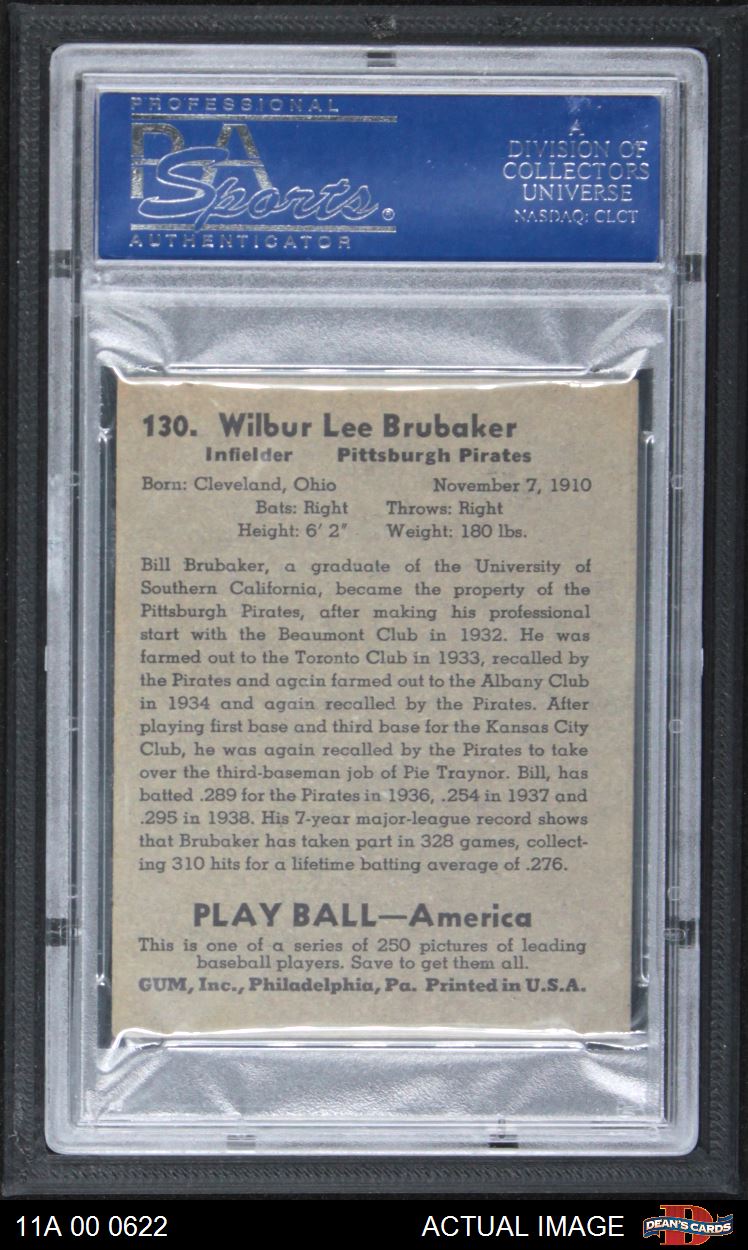 PROFESSIONAL
PSA
Sports®
AUTHENTICATOR
A
DIVISION OF
COLLECTORS
UNIVERSE
NASDAQ: CLCT
130. Wilbur Lee Brubaker
Infielder Pittsburgh Pirates
Born: Cleveland, Ohio November 7, 1910
Bats: Right Throws: Right
Height: 6' 2" Weight: 180 lbs.
Bill Brubaker, a graduate of the University of
Southern California, became the property of the
Pittsburgh Pirates, after making his professional
start with the Beaumont Club in 1932. He was
farmed out to the Toronto Club in 1933, recalled by
the Pirates and again farmed out to the Albany Club
in 1934 and again recalled by the Pirates. After
playing first base and third base for the Kansas City
Club, he was again recalled by the Pirates to take
over the third-baseman job of Pie Traynor. Bill, has
batted .289 for the Pirates in 1936, .254 in 1937 and
.295 in 1938. His 7-year major-league record shows
that Brubaker has taken part in 328 games, collect-
ing 310 hits for a lifetime batting average of .276.
PLAY BALL—America
This is one of a series of 250 pictures of leading
baseball players. Save to get them all.
GUM, Inc., Philadelphia, Pa. Printed in U.S.A.
11A 00 0622 ACTUAL IMAGE D DEAN'S CARDS